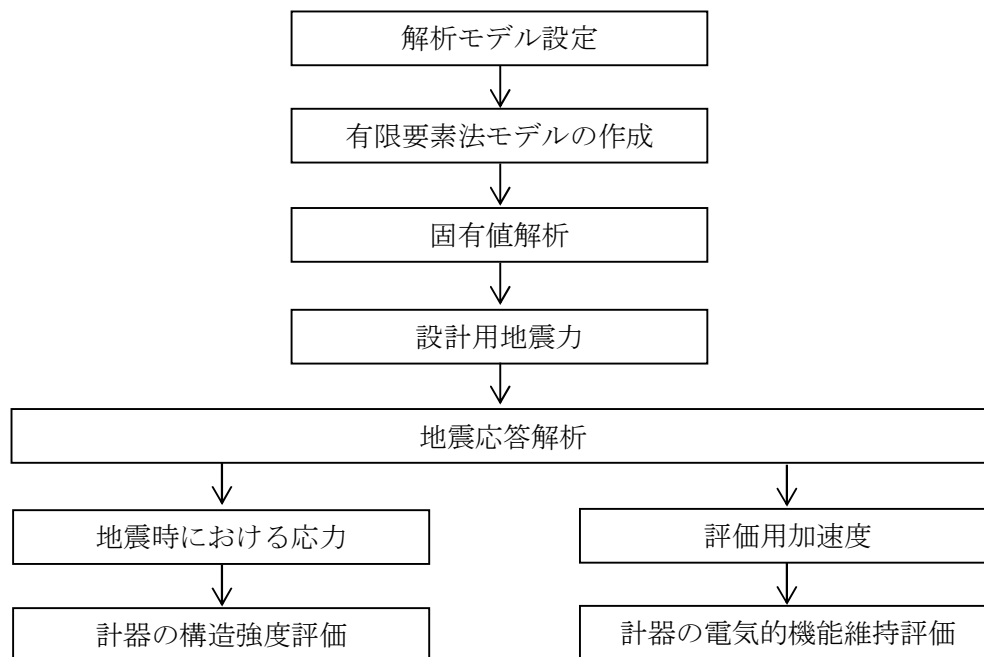 解析モデル設定
有限要素法モデルの作成
固有値解析
設計用地震力
地震応答解析
地震時における応力
評価用加速度
計器の構造強度評価
計器の電気的機能維持評価